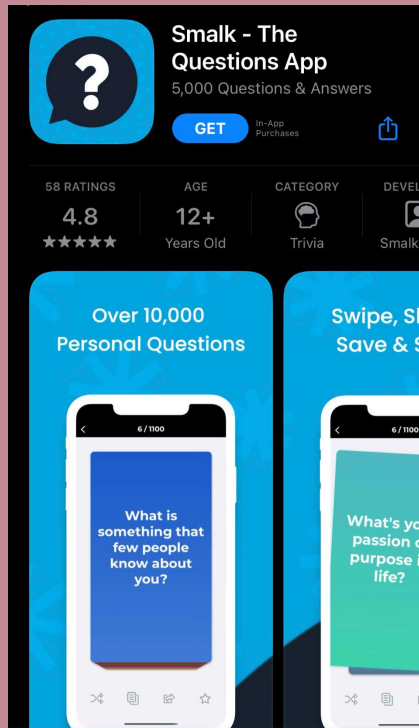 ?
Smalk - The
Questions App
5,000 Questions & Answers
GET
In-App
Purchases
58 RATINGS
4.8
AGE
12+
Years Old
CATEGORY
Trivia
DEVEL
Smalk
Over 10,000
Personal Questions
6 / 1100
What is
something that
few people
know about
you?
Swipe, S
Save &
6 / 1100
What's yo
passion
purpose i
life?